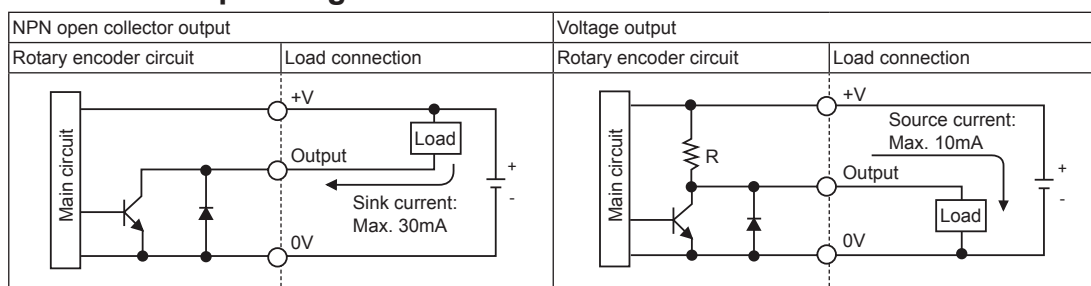 NPN open collector output
Voltage output
Rotary encoder circuit
Load connection
Rotary encoder circuit
Load connection
Main circuit
+V
Load
Output
Sink current:
Max. 30mA
0V
+
-
Main circuit
R
+V
Source current:
Max. 10mA
Output
Load
0V
+
-